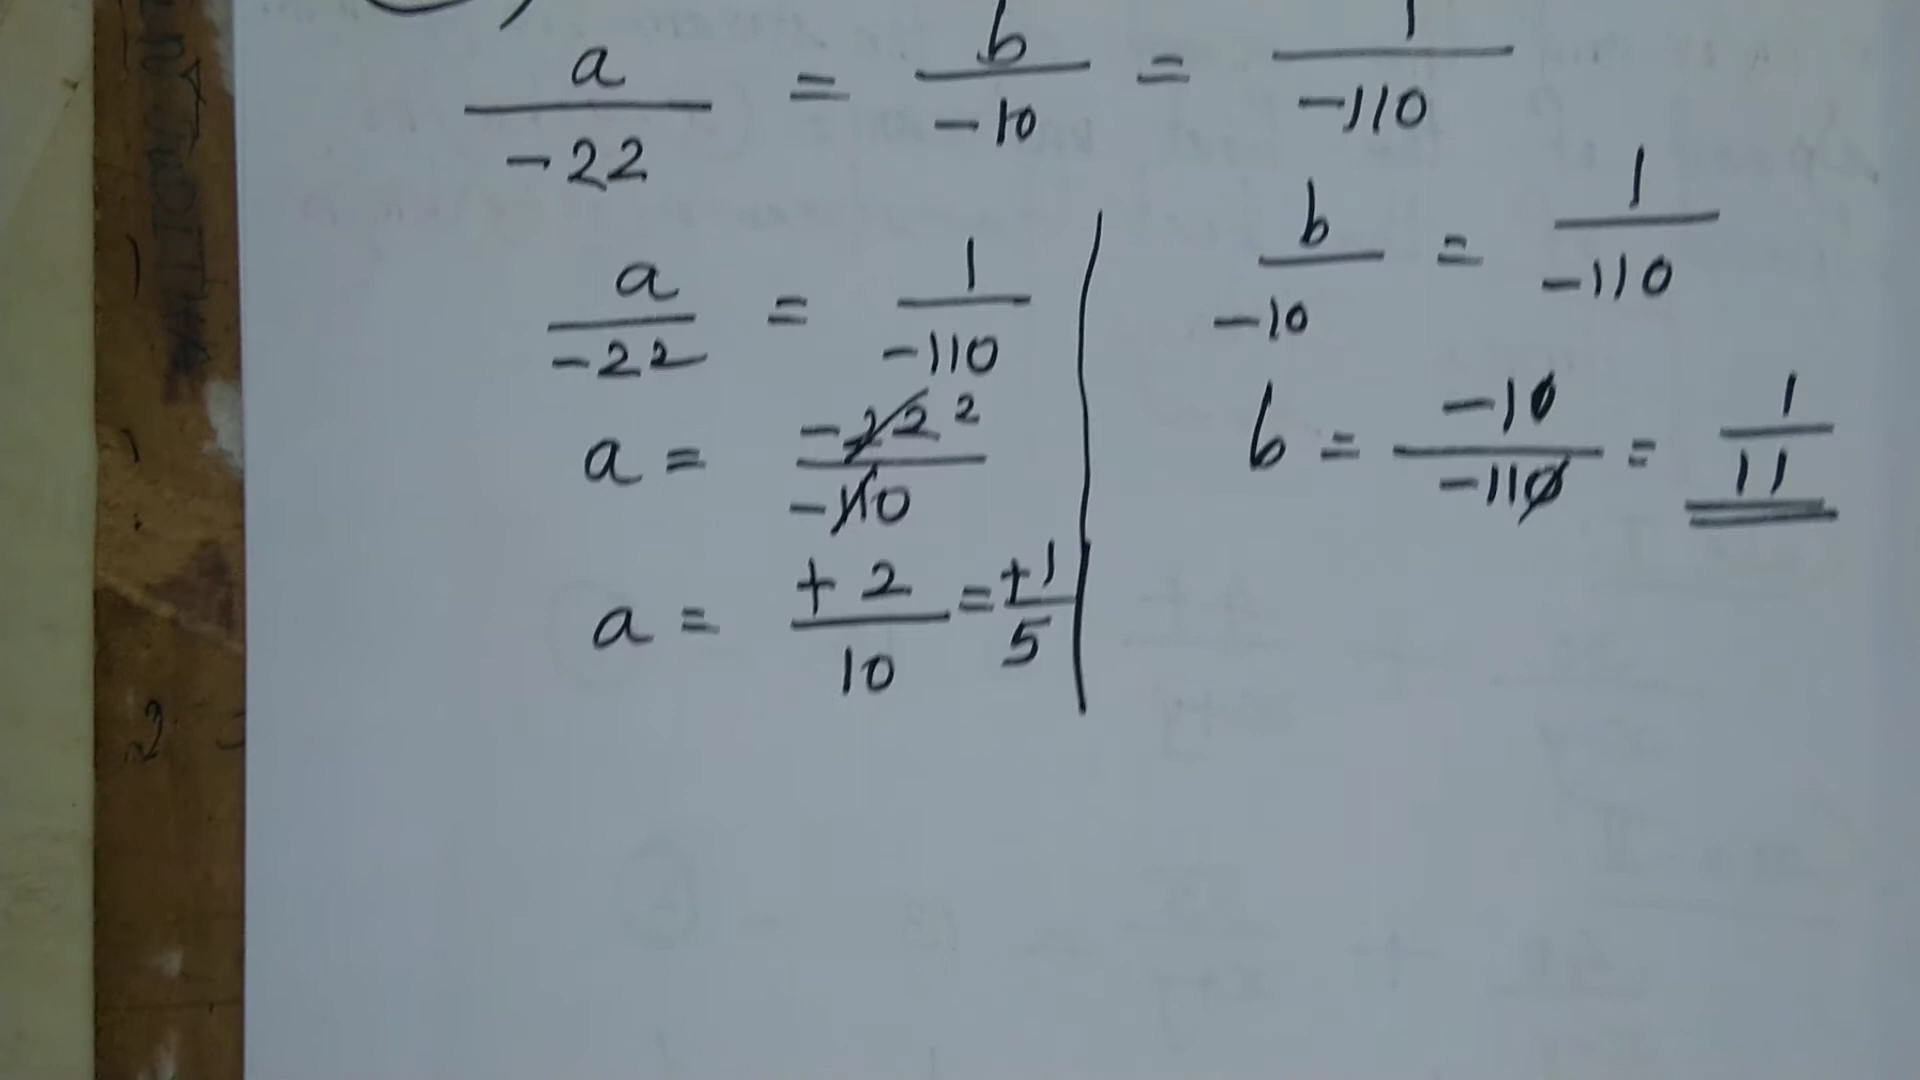 a/-22 = b/-10 = 1/-110
a/-22 = 1/-110
a = -22 2/-110
a = +2/10 = +1/5
b/-10 = 1/-110
b = -10/-110 = 1/11